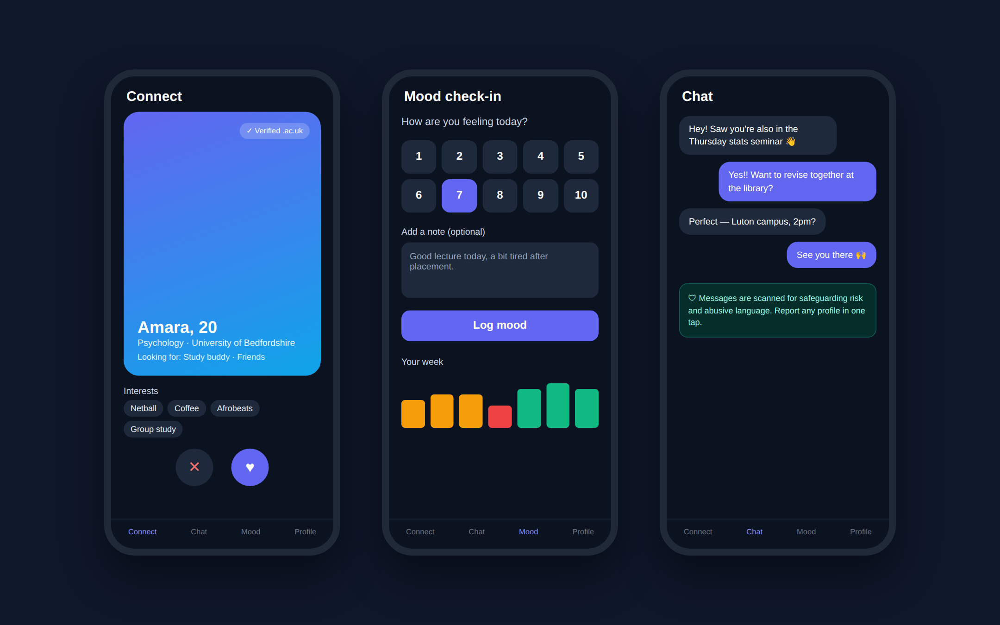 Connect
✓ Verified .ac.uk
Amara, 20
Psychology · University of Bedfordshire
Looking for: Study buddy · Friends
Interests
Netball Coffee Afrobeats
Group study
✕ ♥
Connect Chat Mood Profile
Mood check-in
How are you feeling today?
1 2 3 4 5
6 7 8 9 10
Add a note (optional)
Good lecture today, a bit tired after
placement.
Log mood
Your week
Connect Chat Mood Profile
Chat
Hey! Saw you're also in the
Thursday stats seminar 👋
Yes!! Want to revise together at
the library?
Perfect — Luton campus, 2pm?
See you there 🙌
🛡 Messages are scanned for safeguarding risk
and abusive language. Report any profile in one
tap.
Connect Chat Mood Profile